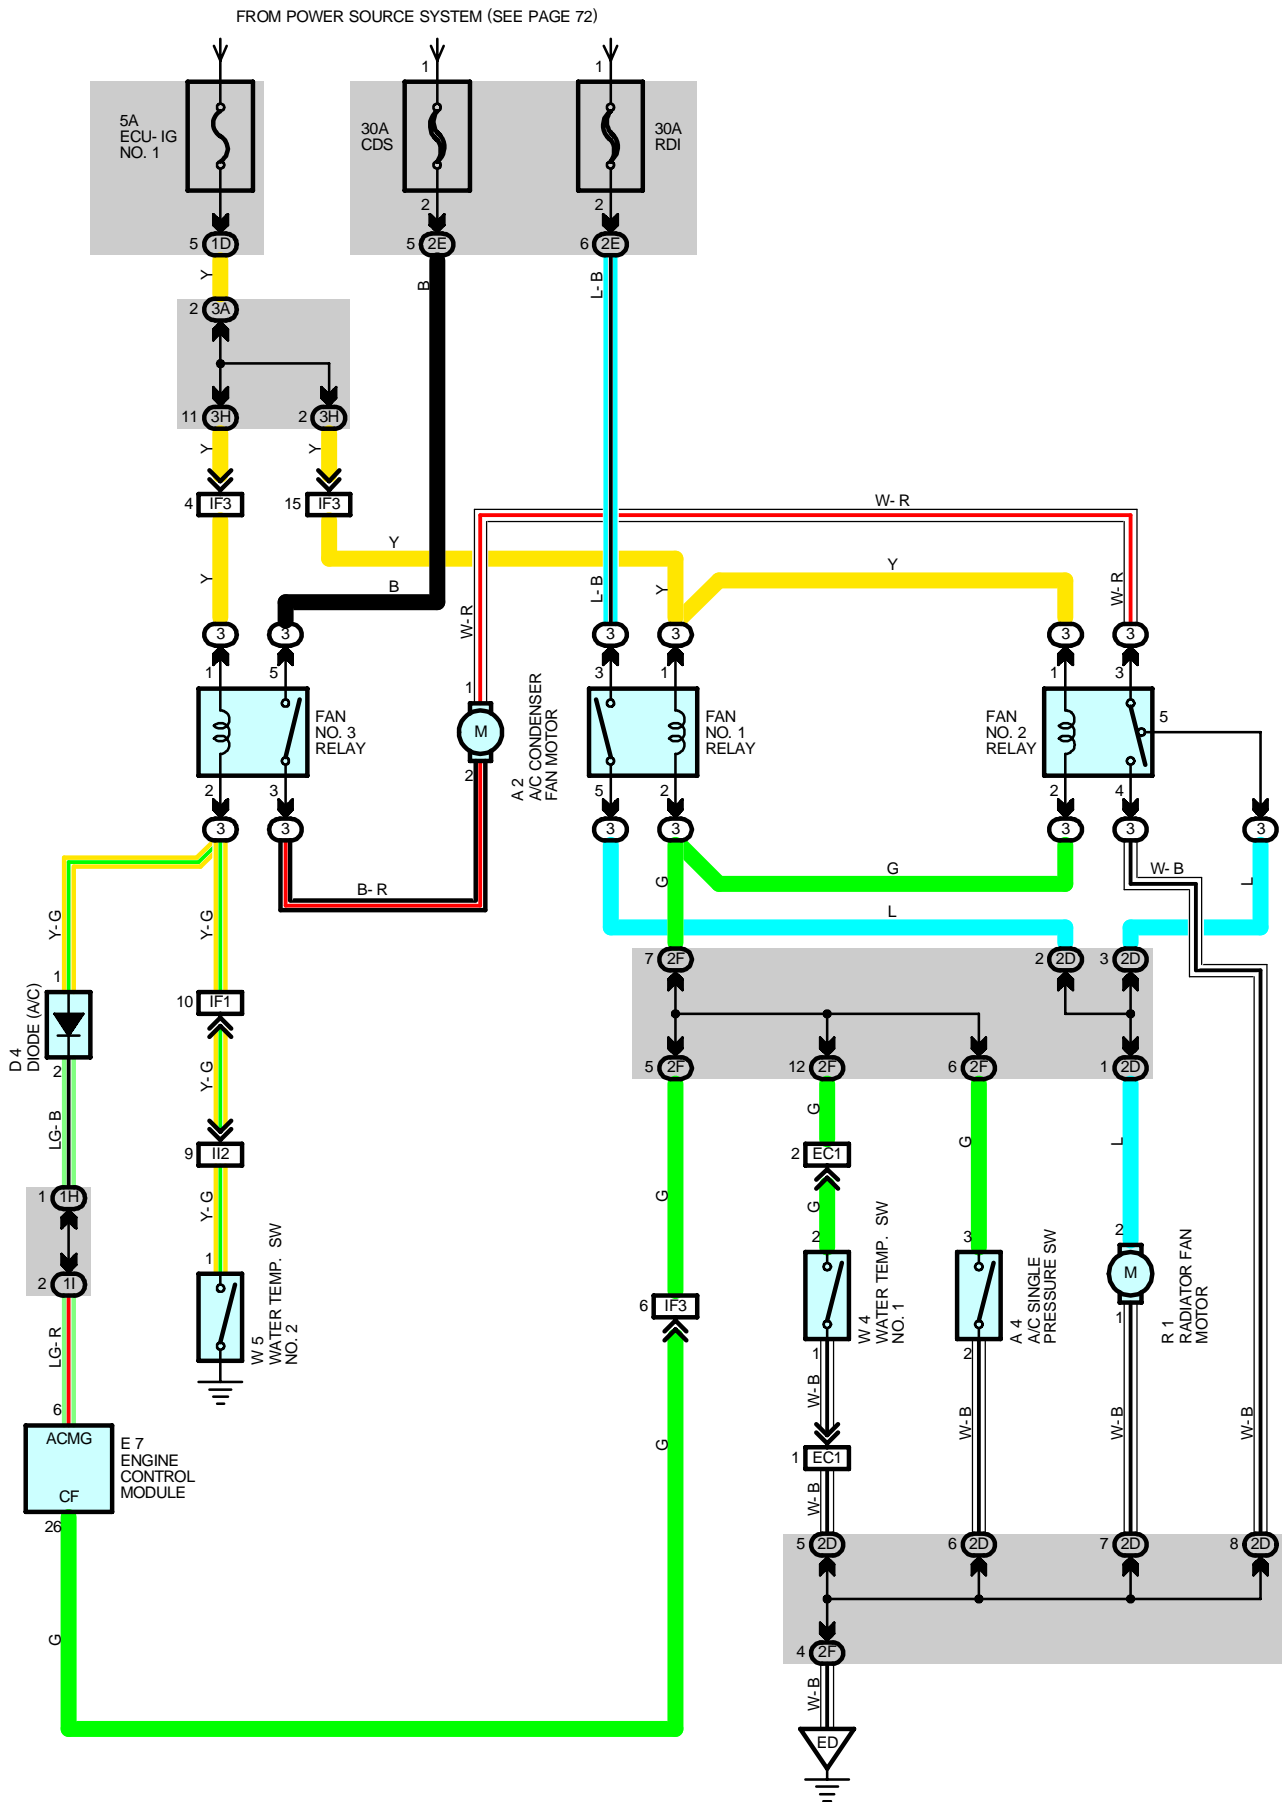 FROM POWER SOURCE SYSTEM (SEE PAGE 72)
1
1
5A
ECU-IG
NO. 1
30A
CDS
30A
RDI
2
2
5 1D
5 2E
6 2E
Y
B
L-B
2 3A
11 3H
2 3H
Y
Y
4 IF3
15 IF3
W-R
Y
Y
B
Y
L-B
Y
W-R
W-R
3
3
3
3
3
3
1
5
1
3
1
1
3
FAN
NO. 3
RELAY
M
A 2
A/C CONDENSER
FAN MOTOR
FAN
NO. 1
RELAY
FAN
NO. 2
RELAY
5
2
3
2
5
2
2
4
3
3
3
3
3
3
3
B-R
G
G
L
W-B
L
Y-G
Y-G
7 2F
2 2D
3 2D
1
D 4
DIODE (A/C)
2
10 IF1
Y-G
5 2F
12 2F
6 2F
1 2D
LG-B
9 II2
G
2 EC1
G
G
L
1 1H
2 1I
Y-G
1
W 5
WATER TEMP. SW
NO. 2
G
6 IF3
2
W 4
WATER TEMP. SW
NO. 1
1
3
A 4
A/C SINGLE
PRESSURE SW
2
2
M
R 1
RADIATOR FAN
MOTOR
1
LG-R
6
ACMG
CF
E 7
ENGINE
CONTROL
MODULE
26
G
W-B
1 EC1
W-B
W-B
W-B
W-B
5 2D
6 2D
7 2D
8 2D
G
4 2F
W-B
ED